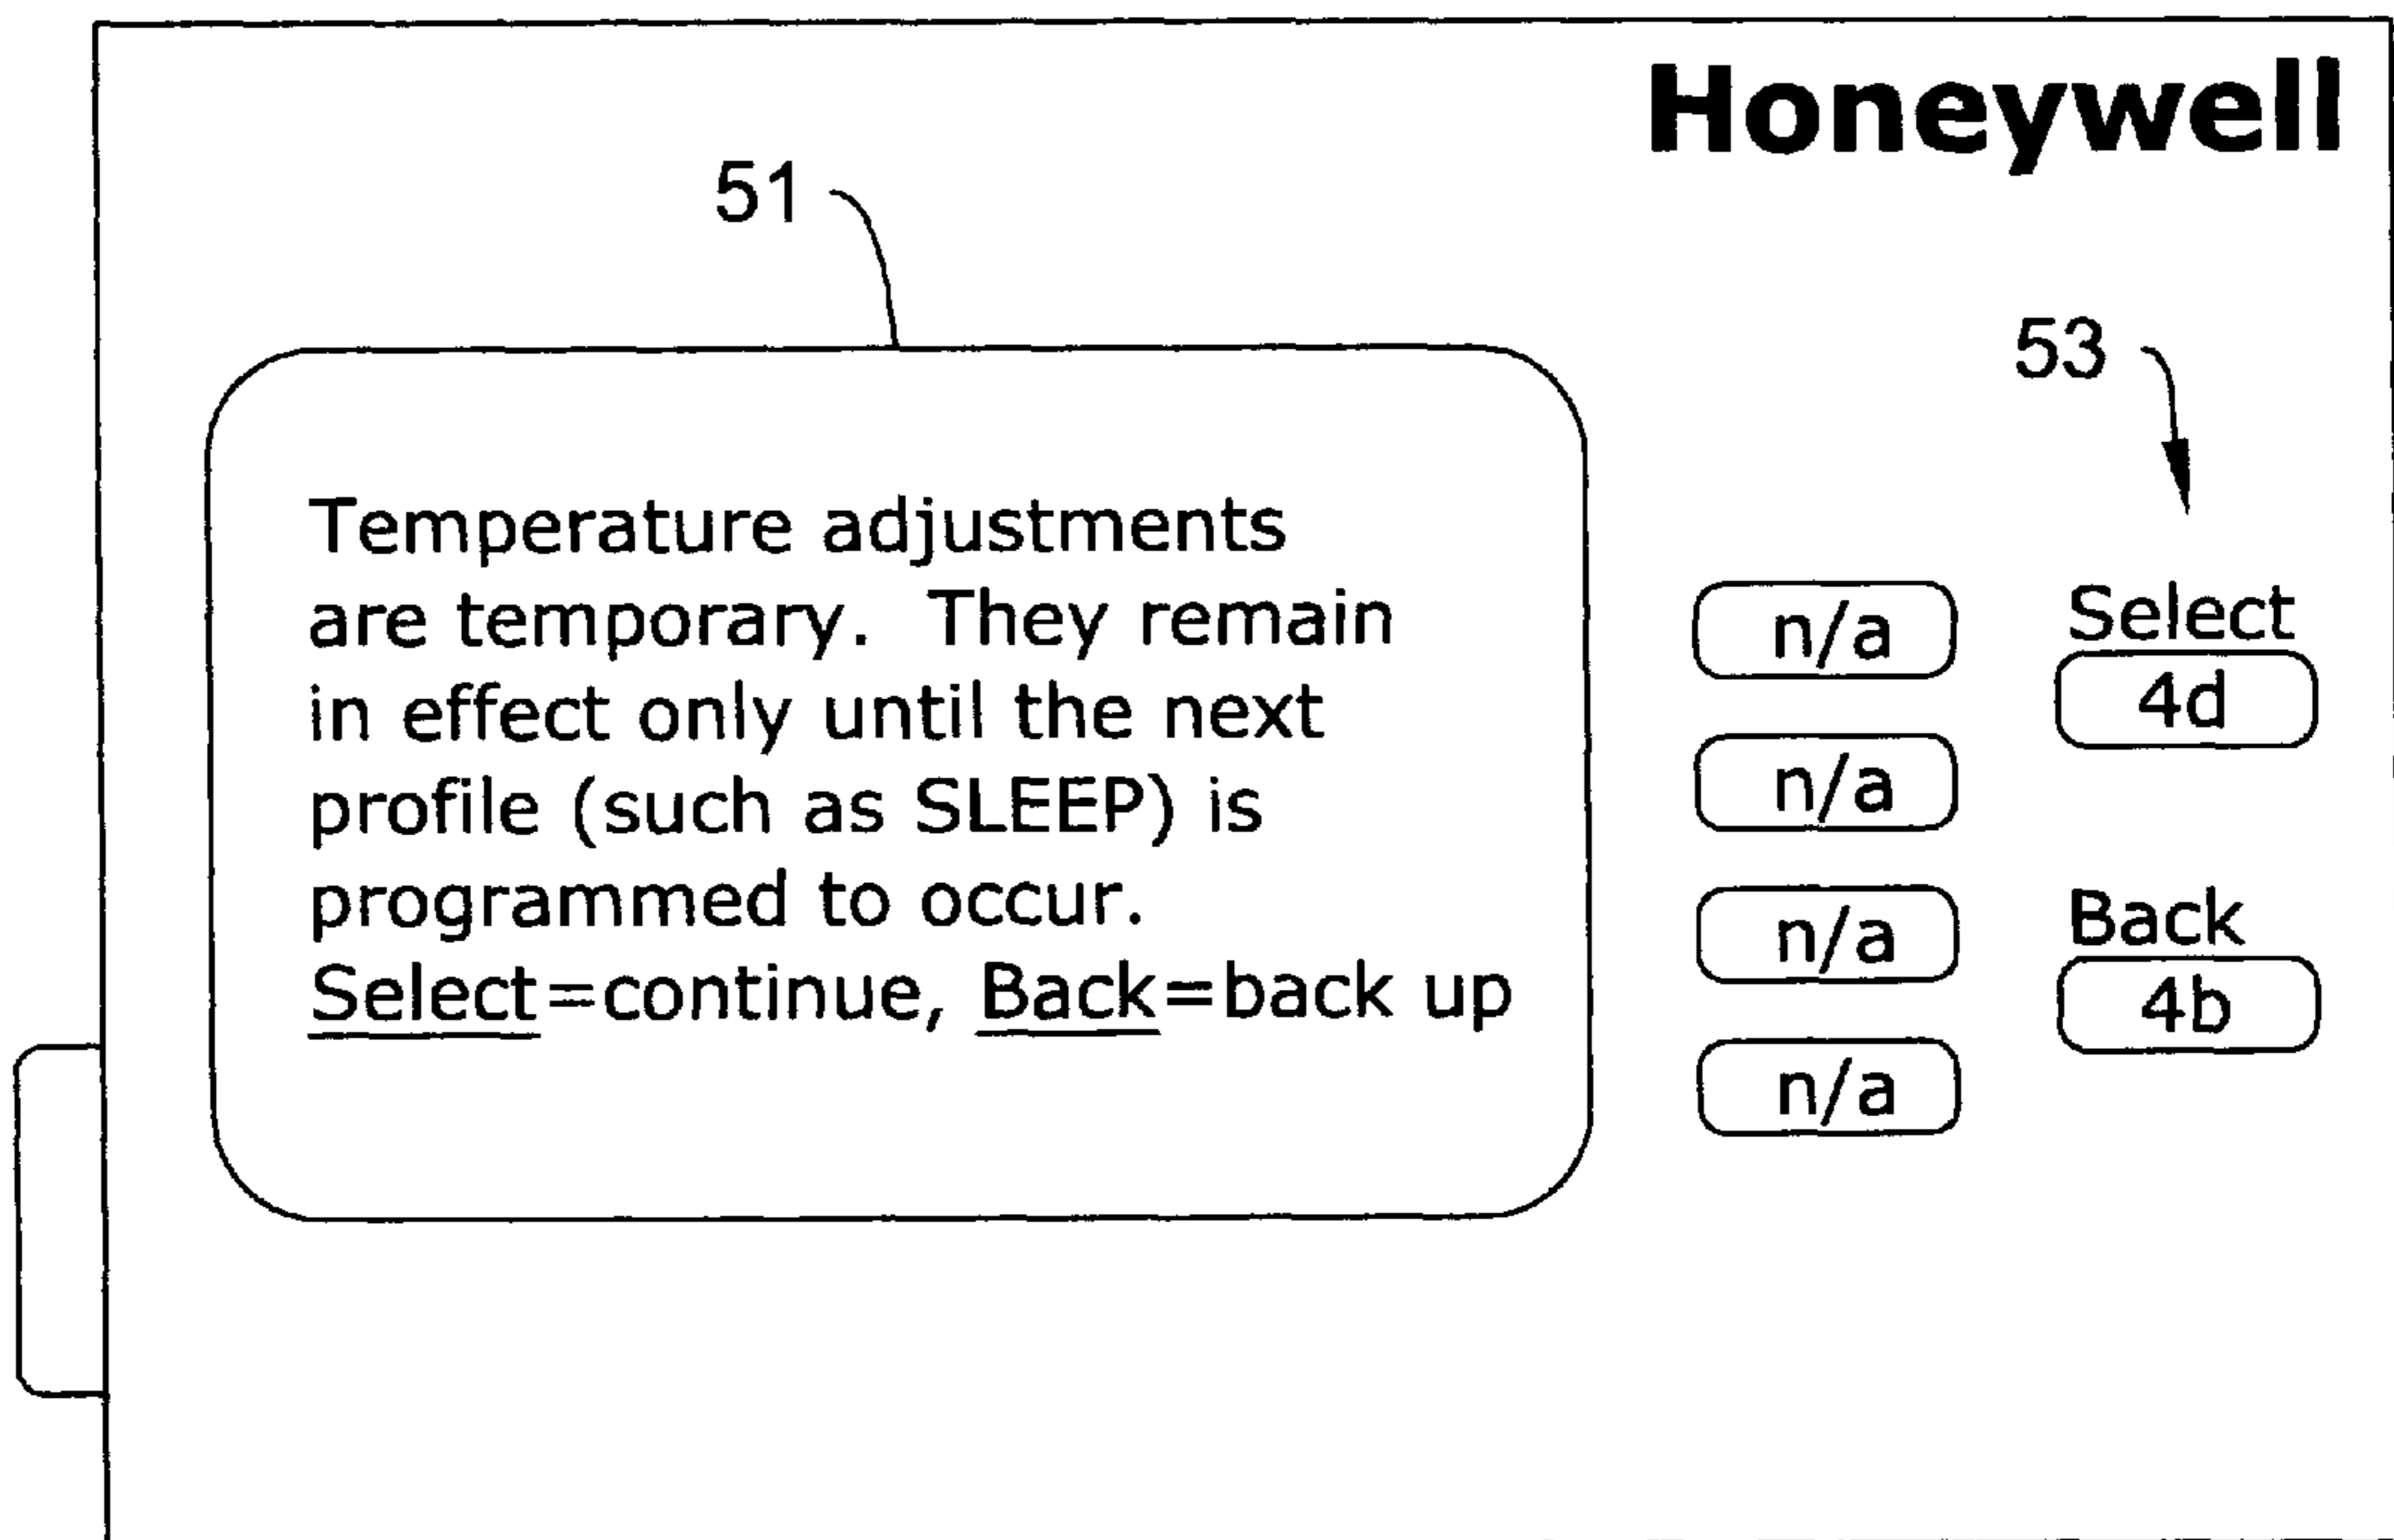 Honeywell
51
53
Temperature adjustments
are temporary. They remain
in effect only until the next
profile (such as SLEEP) is
programmed to occur.
Select=continue, Back=back up
n/a
n/a
n/a
n/a
Select
4d
Back
4b